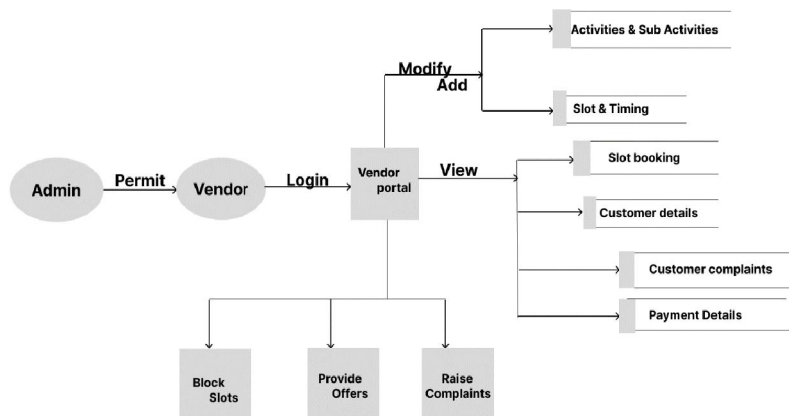 Activities & Sub Activities
Modify
Add
Slot & Timing
Slot booking
Admin
Permit
Vendor
Login
Vendor
portal
View
Customer details
Customer complaints
Payment Details
Block
Slots
Provide
Offers
Raise
Complaints